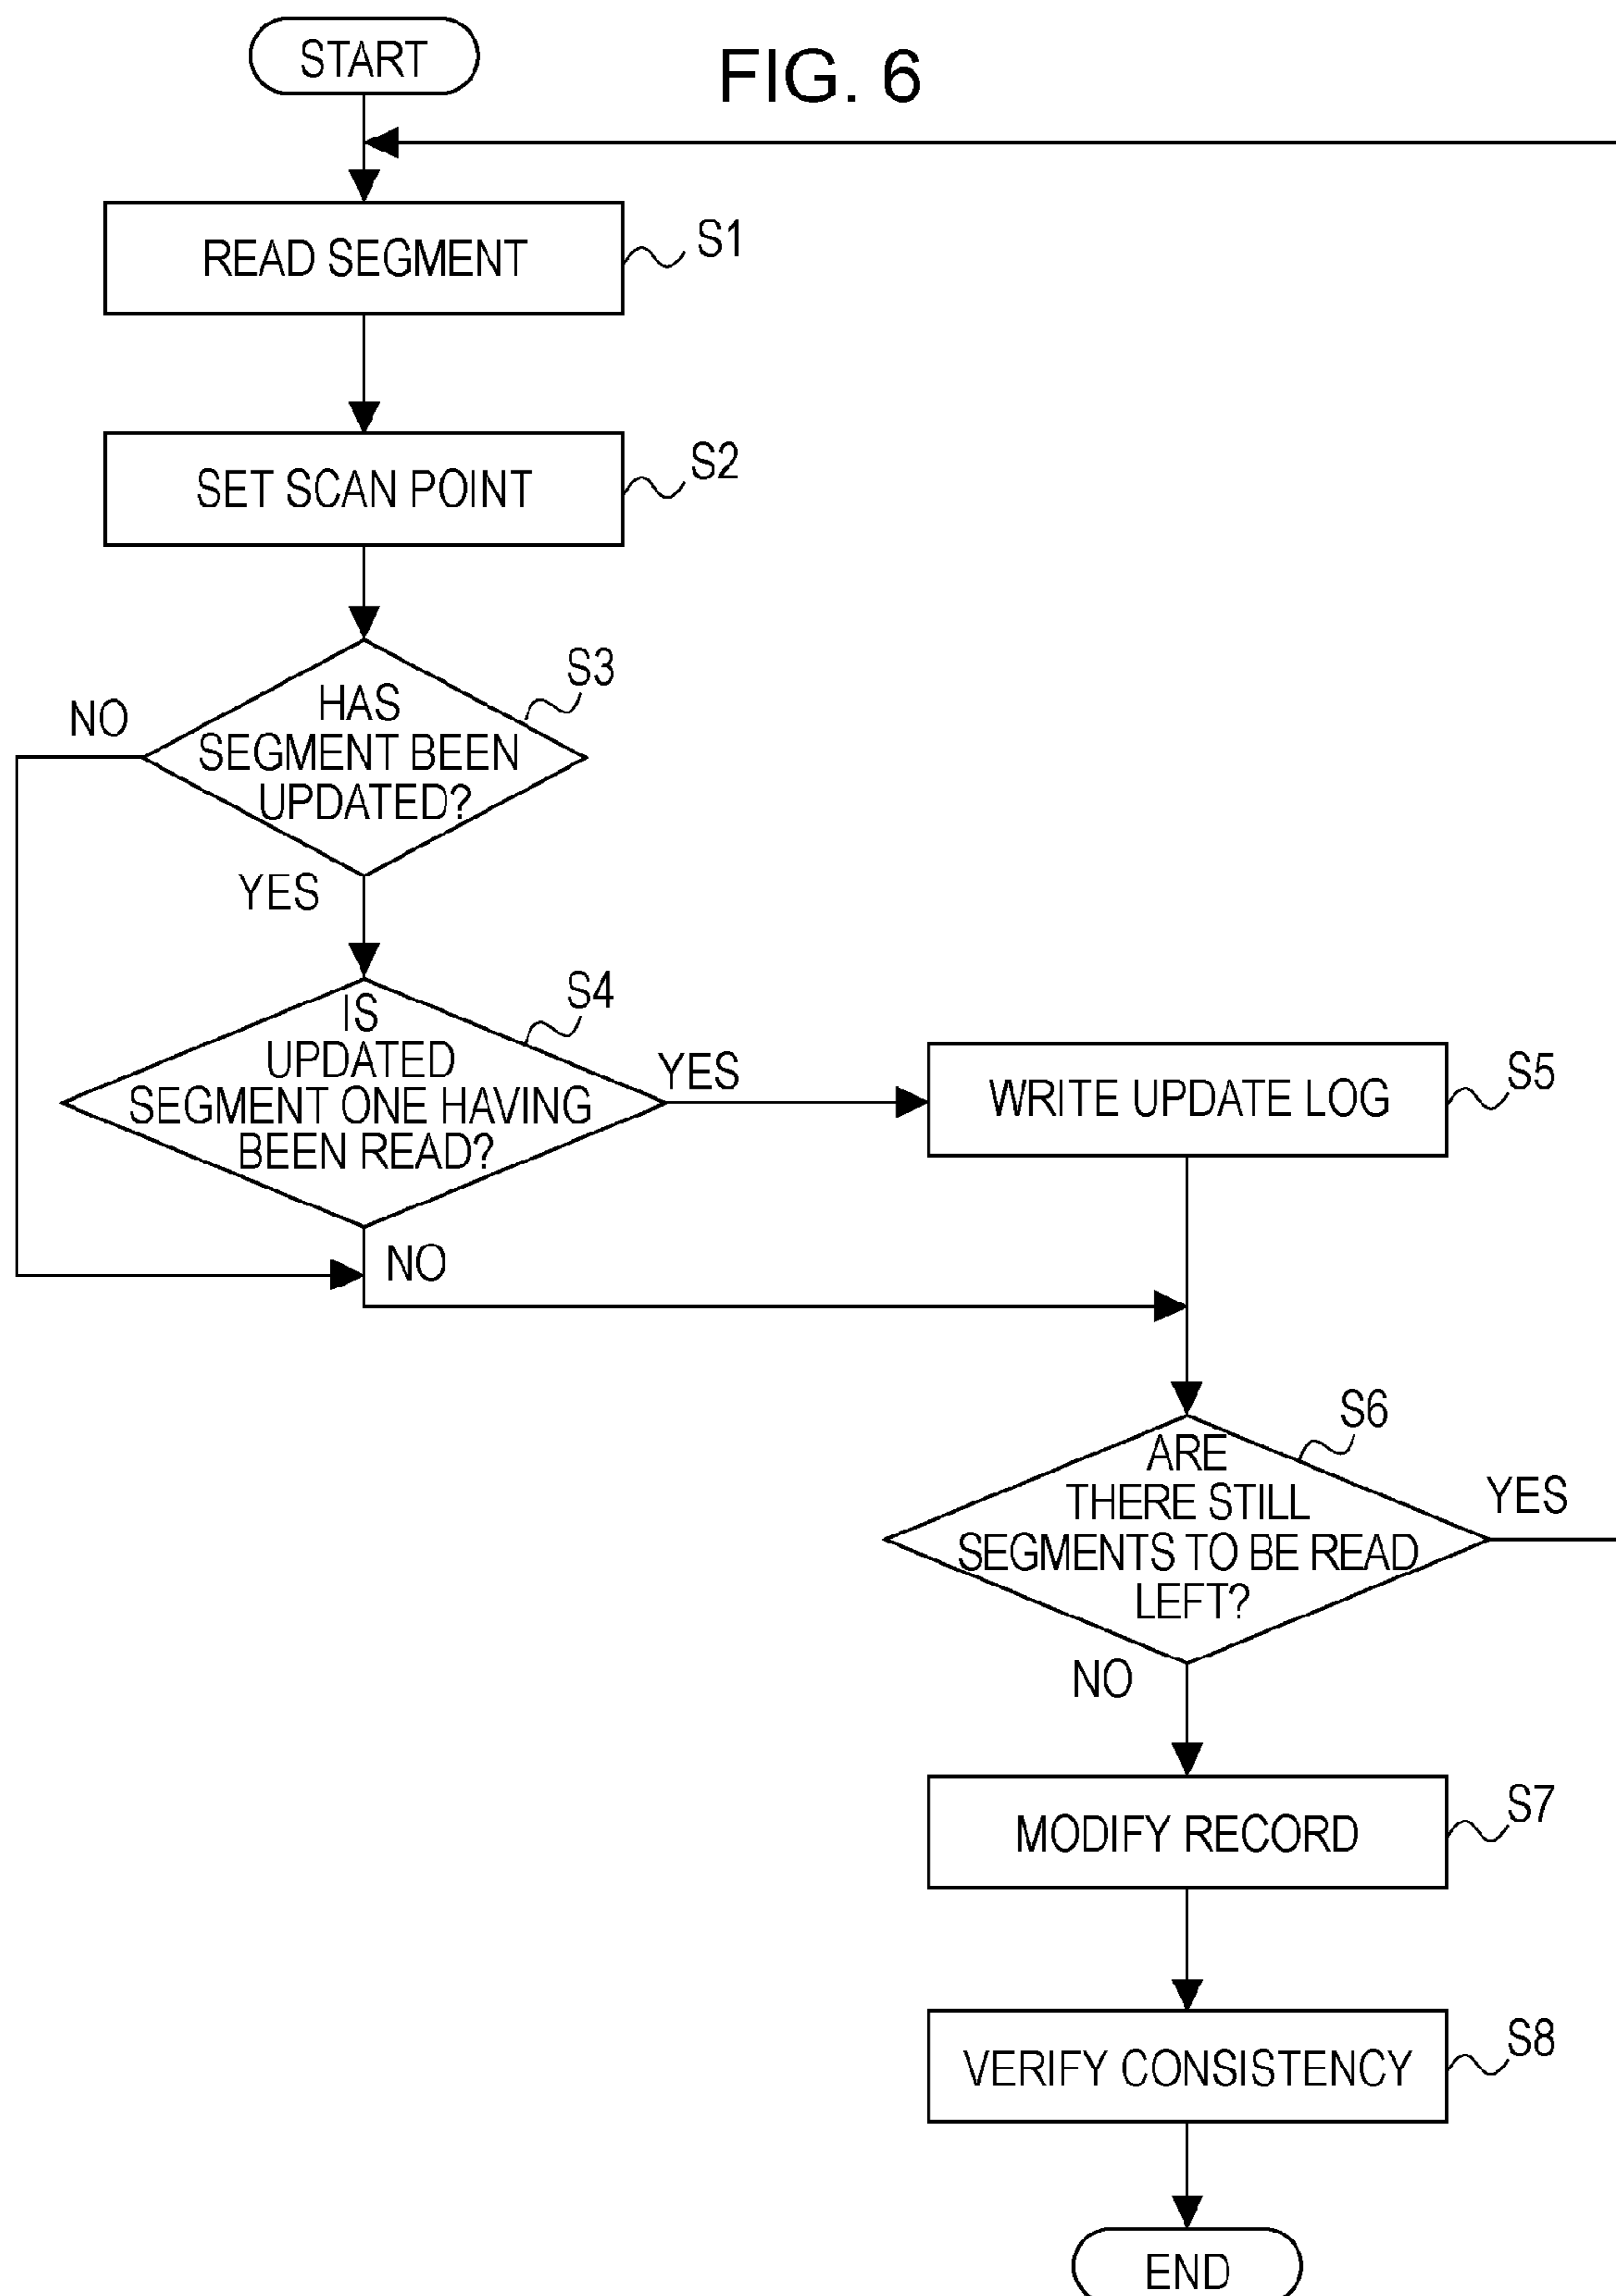 START
FIG. 6
READ SEGMENT
S1
SET SCAN POINT
S2
S3
HAS
SEGMENT BEEN
UPDATED?
NO
YES
S4
IS
UPDATED
SEGMENT ONE HAVING
BEEN READ?
YES
NO
WRITE UPDATE LOG
S5
S6
ARE
THERE STILL
SEGMENTS TO BE READ
LEFT?
YES
NO
MODIFY RECORD
S7
VERIFY CONSISTENCY
S8
END